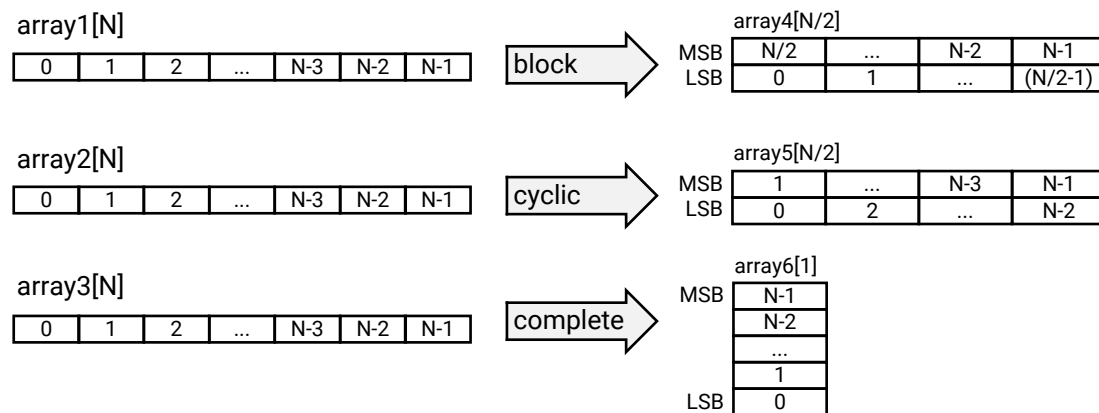 array1[N]
0 1 2 ... N-3 N-2 N-1
block
array4[N/2]
MSB N/2 ... N-2 N-1
LSB 0 1 ... (N/2-1)
array2[N]
0 1 2 ... N-3 N-2 N-1
cyclic
array5[N/2]
MSB 1 ... N-3 N-1
LSB 0 2 ... N-2
array3[N]
0 1 2 ... N-3 N-2 N-1
complete
array6[1]
MSB N-1
N-2
...
1
LSB 0